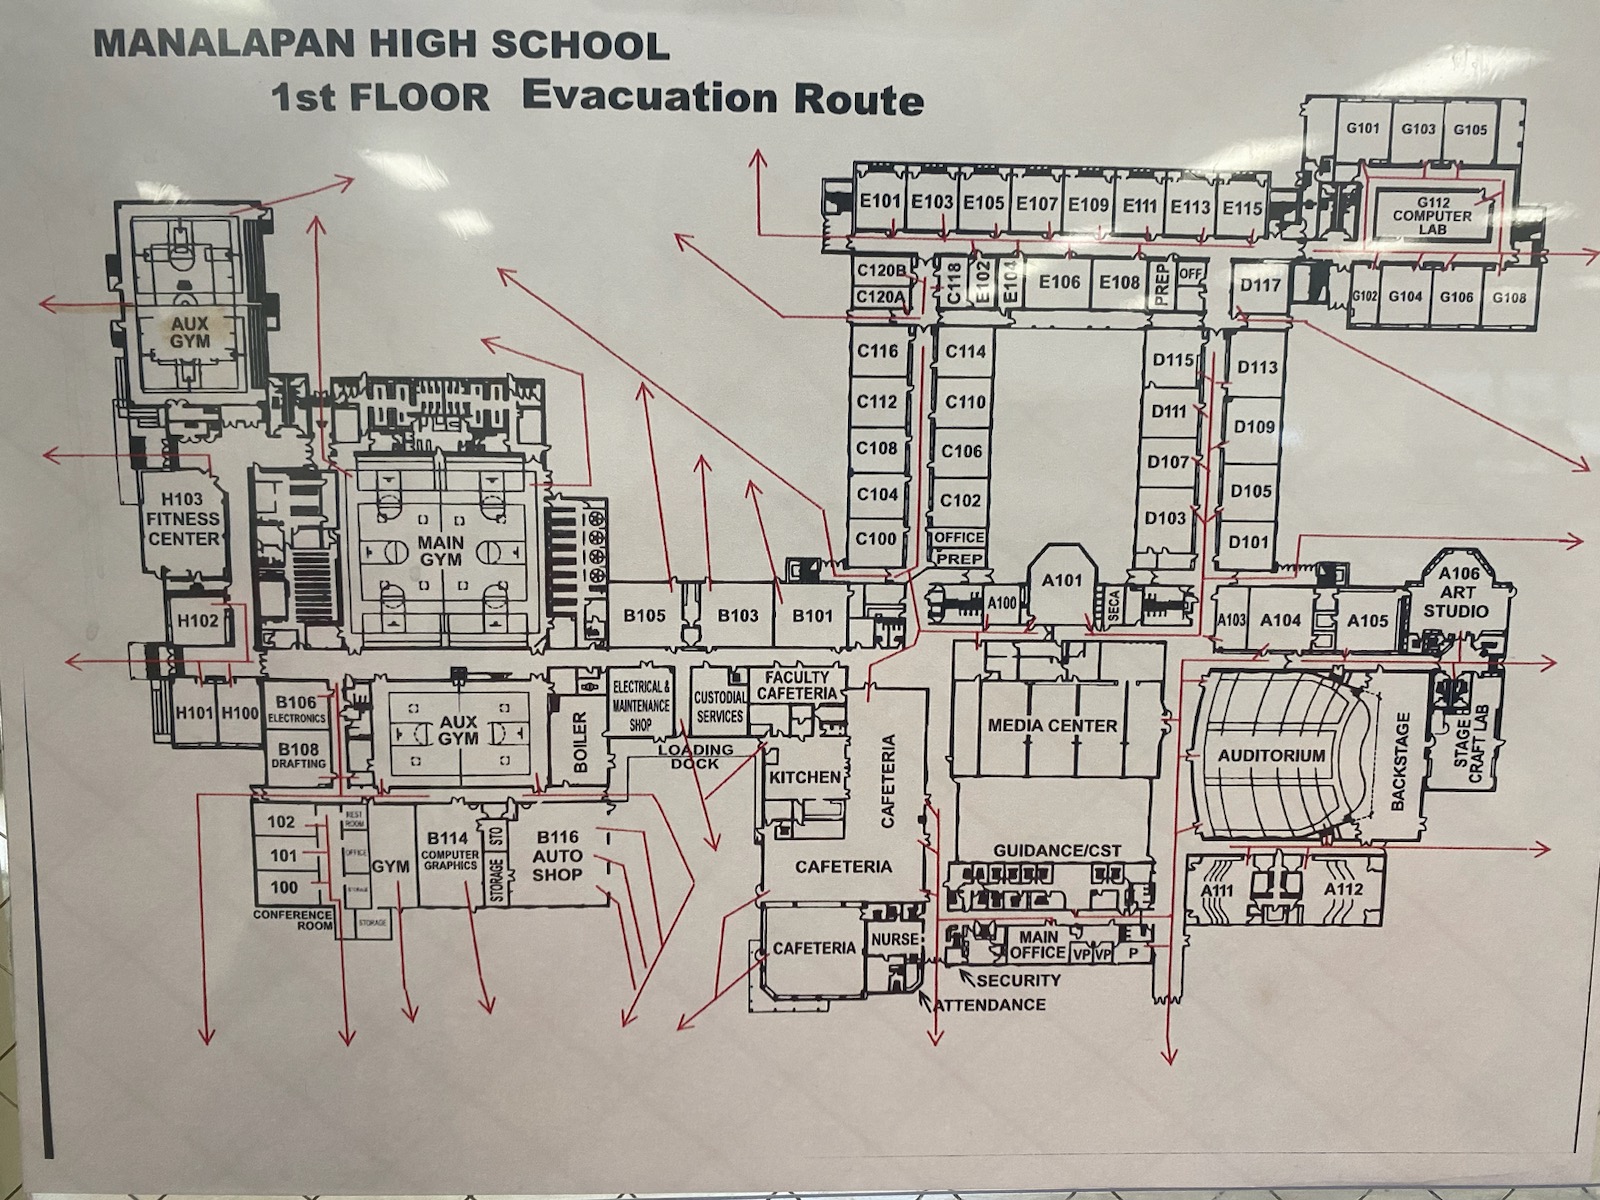 MANALAPAN HIGH SCHOOL
1st FLOOR Evacuation Route
G101 G103 G105
G112
COMPUTER
LAB
G102 G104 G106 G108
E101 E103 E105 E107 E109 E111 E113 E115
C120B
C120A
C118
E102
E104
E106
E108
PREP
OFF
D117
C116
C114
C112
C110
C108
C106
C104
C102
C100
OFFICE
PREP
D115
D113
D111
D109
D107
D105
D103
D101
AUX
GYM
H103
FITNESS
CENTER
H102
H101
H100
MAIN
GYM
B105
B103
B101
A100
A101
SECA
A103
A104
A105
A106
ART
STUDIO
B106
ELECTRONICS
B108
DRAFTING
AUX
GYM
BOILER
ELECTRICAL &
MAINTENANCE
SHOP
CUSTODIAL
SERVICES
FACULTY
CAFETERIA
LOADING
DOCK
KITCHEN
CAFETERIA
MEDIA CENTER
AUDITORIUM
BACKSTAGE
STAGE
CRAFT LAB
102
101
100
CONFERENCE
ROOM
REST
ROOM
OFFICE
STORAGE
STORAGE
GYM
B114
COMPUTER
GRAPHICS
STO
STORAGE
B116
AUTO
SHOP
CAFETERIA
CAFETERIA
NURSE
GUIDANCE/CST
MAIN
OFFICE
VP
VP
P
SECURITY
ATTENDANCE
A111
A112